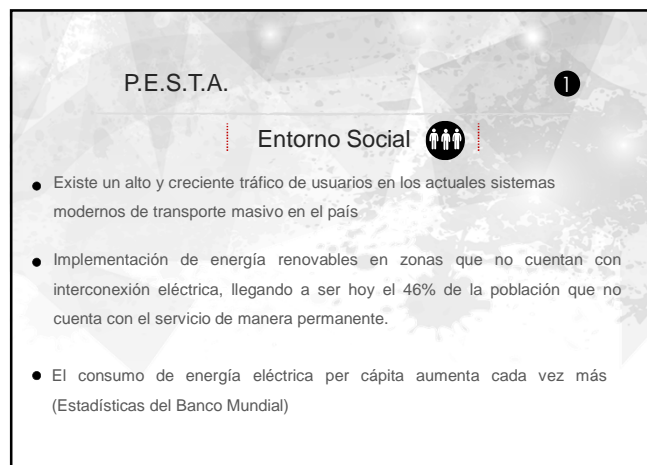 P.E.S.T.A.
1
Entorno Social
Existe un alto y creciente tráfico de usuarios en los actuales sistemas
modernos de transporte masivo en el país
Implementación de energía renovables en zonas que no cuentan con
interconexión eléctrica, llegando a ser hoy el 46% de la población que no
cuenta con el servicio de manera permanente.
El consumo de energía eléctrica per cápita aumenta cada vez más
(Estadísticas del Banco Mundial)